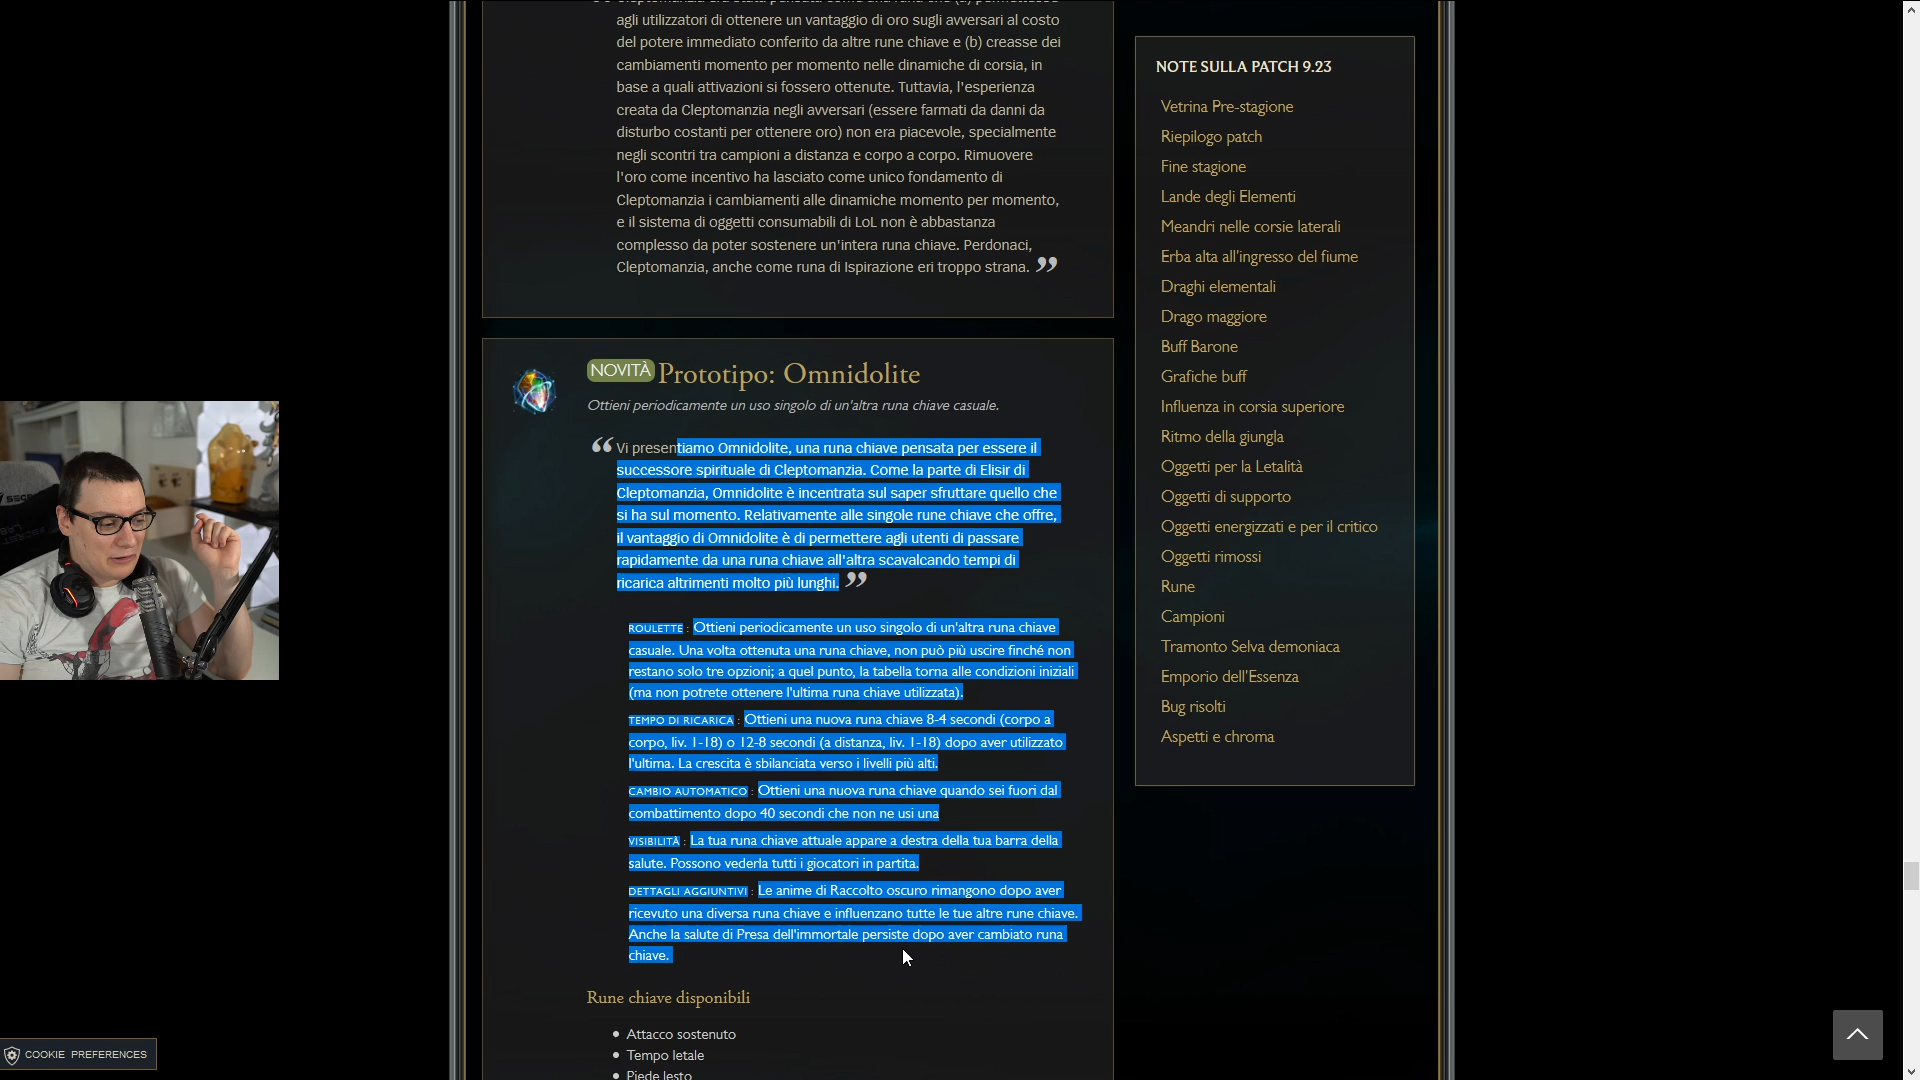 agli utilizzatori di ottenere un vantaggio di oro sugli avversari al costo
del potere immediato conferito da altre rune chiave e (b) creasse dei
cambiamenti momento per momento nelle dinamiche di corsia, in
base a quali attivazioni si fossero ottenute. Tuttavia, l'esperienza
creata da Cleptomanzia negli avversari (essere farmati da danni da
disturbo costanti per ottenere oro) non era piacevole, specialmente
negli scontri tra campioni a distanza e corpo a corpo. Rimuovere
l'oro come incentivo ha lasciato come unico fondamento di
Cleptomanzia i cambiamenti alle dinamiche momento per momento,
e il sistema di oggetti consumabili di LoL non è abbastanza
complesso da poter sostenere un'intera runa chiave. Perdonaci,
Cleptomanzia, anche come runa di Ispirazione eri troppo strana. ”
NOVITÀ Prototipo: Omnidolite
Ottieni periodicamente un uso singolo di un'altra runa chiave casuale.
“ Vi presentiamo Omnidolite, una runa chiave pensata per essere il
successore spirituale di Cleptomanzia. Come la parte di Elisir di
Cleptomanzia, Omnidolite è incentrata sul saper sfruttare quello che
si ha sul momento. Relativamente alle singole rune chiave che offre,
il vantaggio di Omnidolite è di permettere agli utenti di passare
rapidamente da una runa chiave all'altra scavalcando tempi di
ricarica altrimenti molto più lunghi. ”
ROULETTE : Ottieni periodicamente un uso singolo di un'altra runa chiave
casuale. Una volta ottenuta una runa chiave, non può più uscire finché non
restano solo tre opzioni; a quel punto, la tabella torna alle condizioni iniziali
(ma non potrete ottenere l'ultima runa chiave utilizzata).
TEMPO DI RICARICA : Ottieni una nuova runa chiave 8-4 secondi (corpo a
corpo, liv. 1-18) o 12-8 secondi (a distanza, liv. 1-18) dopo aver utilizzato
l'ultima. La crescita è sbilanciata verso i livelli più alti.
CAMBIO AUTOMATICO : Ottieni una nuova runa chiave quando sei fuori dal
combattimento dopo 40 secondi che non ne usi una
VISIBILITÀ : La tua runa chiave attuale appare a destra della tua barra della
salute. Possono vederla tutti i giocatori in partita.
DETTAGLI AGGIUNTIVI : Le anime di Raccolto oscuro rimangono dopo aver
ricevuto una diversa runa chiave e influenzano tutte le tue altre rune chiave.
Anche la salute di Presa dell'immortale persiste dopo aver cambiato runa
chiave.
Rune chiave disponibili
• Attacco sostenuto
• Tempo letale
• Piede lesto
NOTE SULLA PATCH 9.23
Vetrina Pre-stagione
Riepilogo patch
Fine stagione
Lande degli Elementi
Meandri nelle corsie laterali
Erba alta all'ingresso del fiume
Draghi elementali
Drago maggiore
Buff Barone
Grafiche buff
Influenza in corsia superiore
Ritmo della giungla
Oggetti per la Letalità
Oggetti di supporto
Oggetti energizzati e per il critico
Oggetti rimossi
Rune
Campioni
Tramonto Selva demoniaca
Emporio dell'Essenza
Bug risolti
Aspetti e chroma
COOKIE PREFERENCES